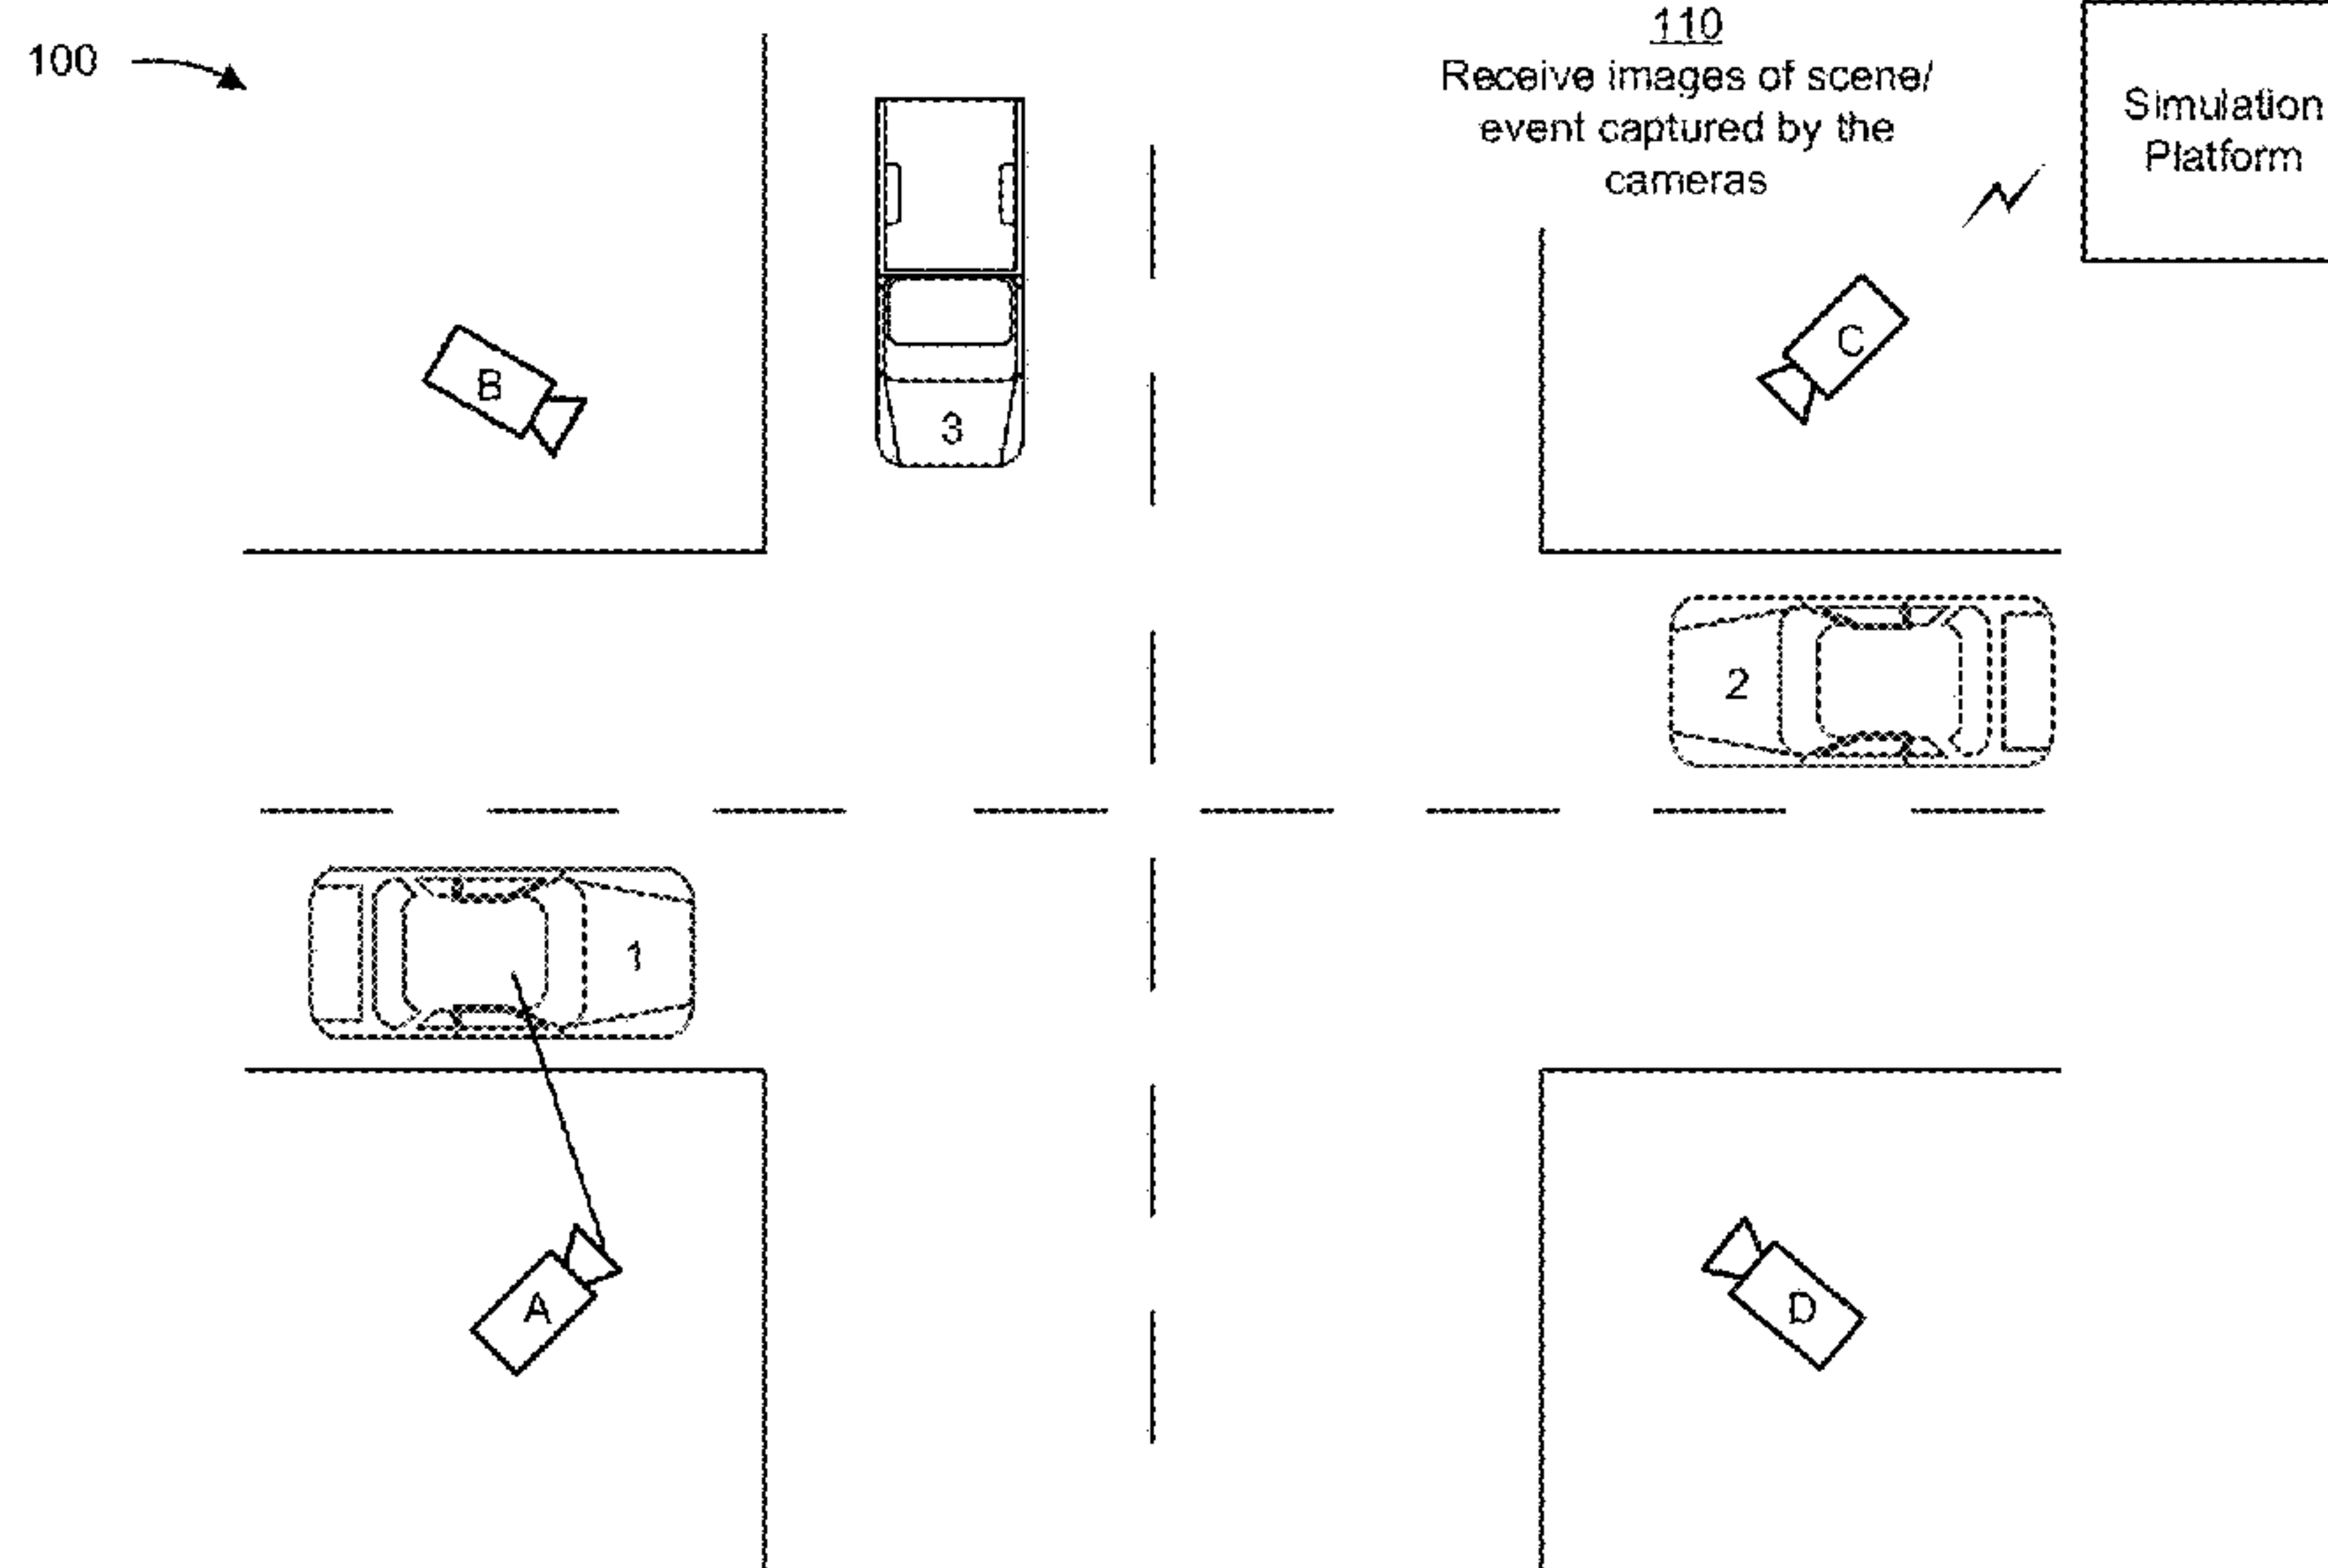 100
110
Receive images of scene/
event captured by the
cameras
Simulation
Platform
B
3
C
2
1
A
D